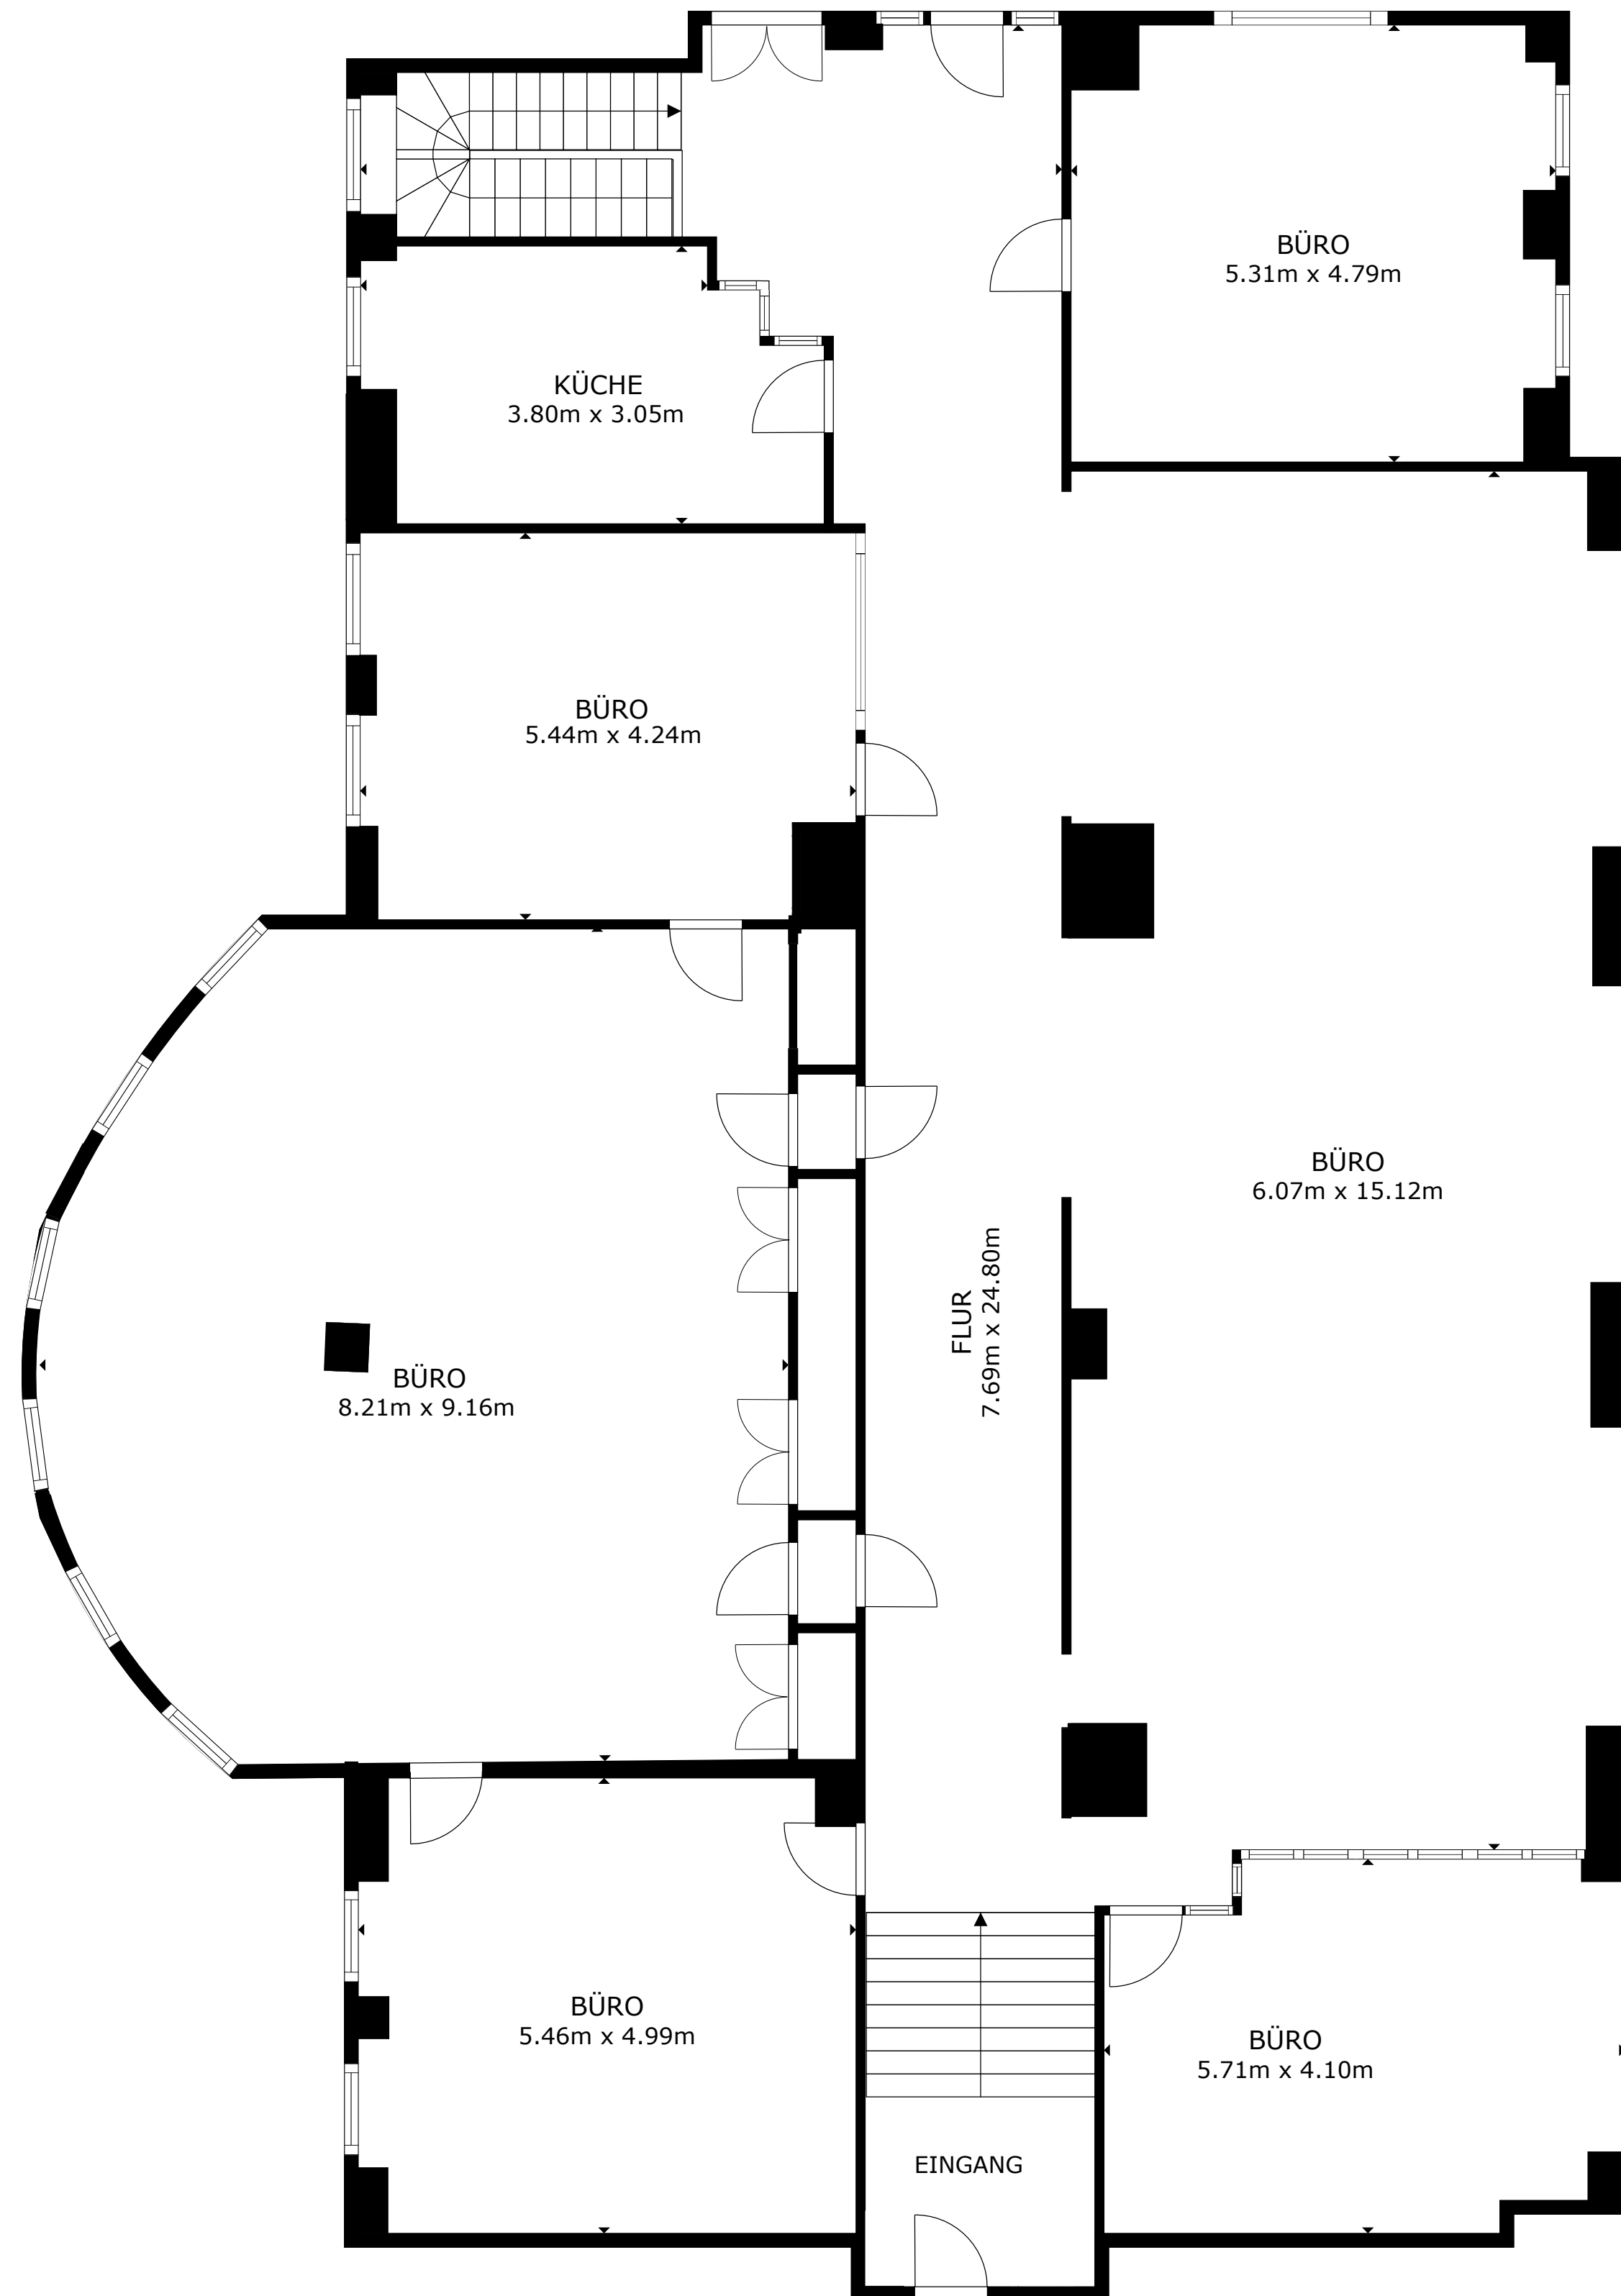 BÜRO
5.31m x 4.79m
KÜCHE
3.80m x 3.05m
BÜRO
5.44m x 4.24m
BÜRO
6.07m x 15.12m
FLUR
7.69m x 24.80m
BÜRO
8.21m x 9.16m
BÜRO
5.46m x 4.99m
BÜRO
5.71m x 4.10m
EINGANG